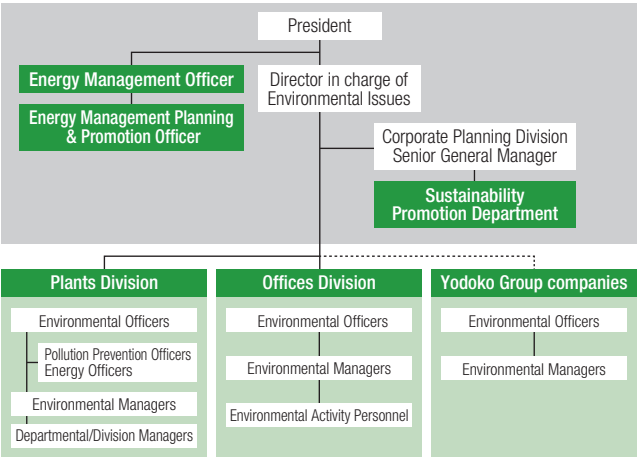 President
Energy Management Officer
Director in charge of
Environmental Issues
Energy Management Planning
& Promotion Officer
Corporate Planning Division
Senior General Manager
Sustainability
Promotion Department
Plants Division
Environmental Officers
Pollution Prevention Officers
Energy Officers
Environmental Managers
Departmental/Division Managers
Offices Division
Environmental Officers
Environmental Managers
Environmental Activity Personnel
Yodoko Group companies
Environmental Officers
Environmental Managers